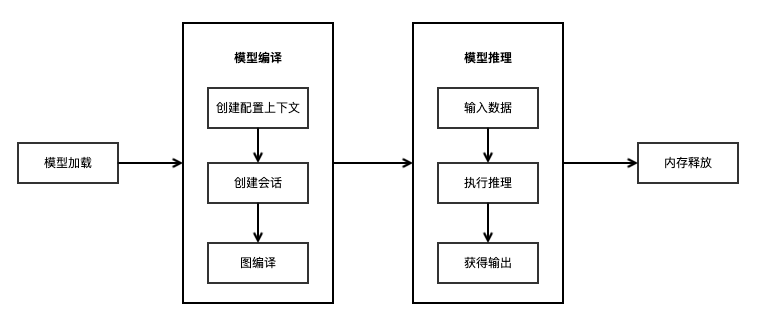 模型加载
模型编译
创建配置上下文
创建会话
图编译
模型推理
输入数据
执行推理
获得输出
内存释放